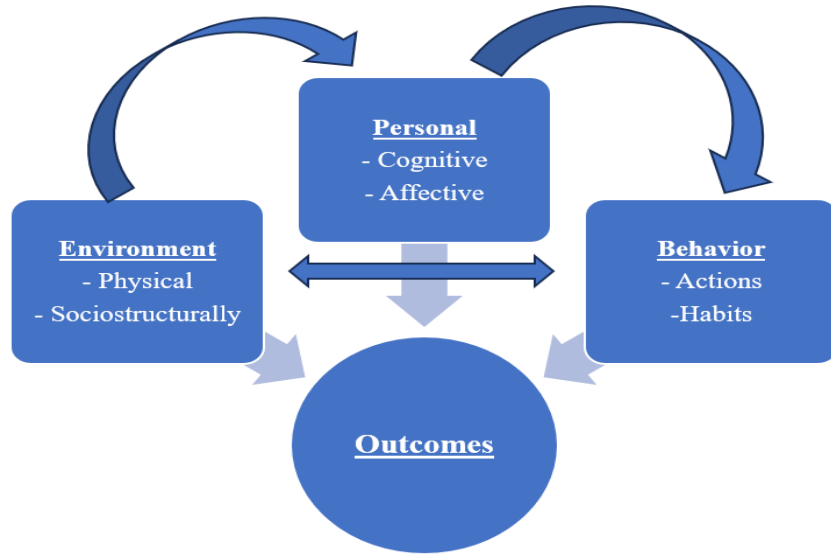 Personal
- Cognitive
- Affective
Environment
- Physical
- Sociostructurally
Behavior
- Actions
-Habits
Outcomes